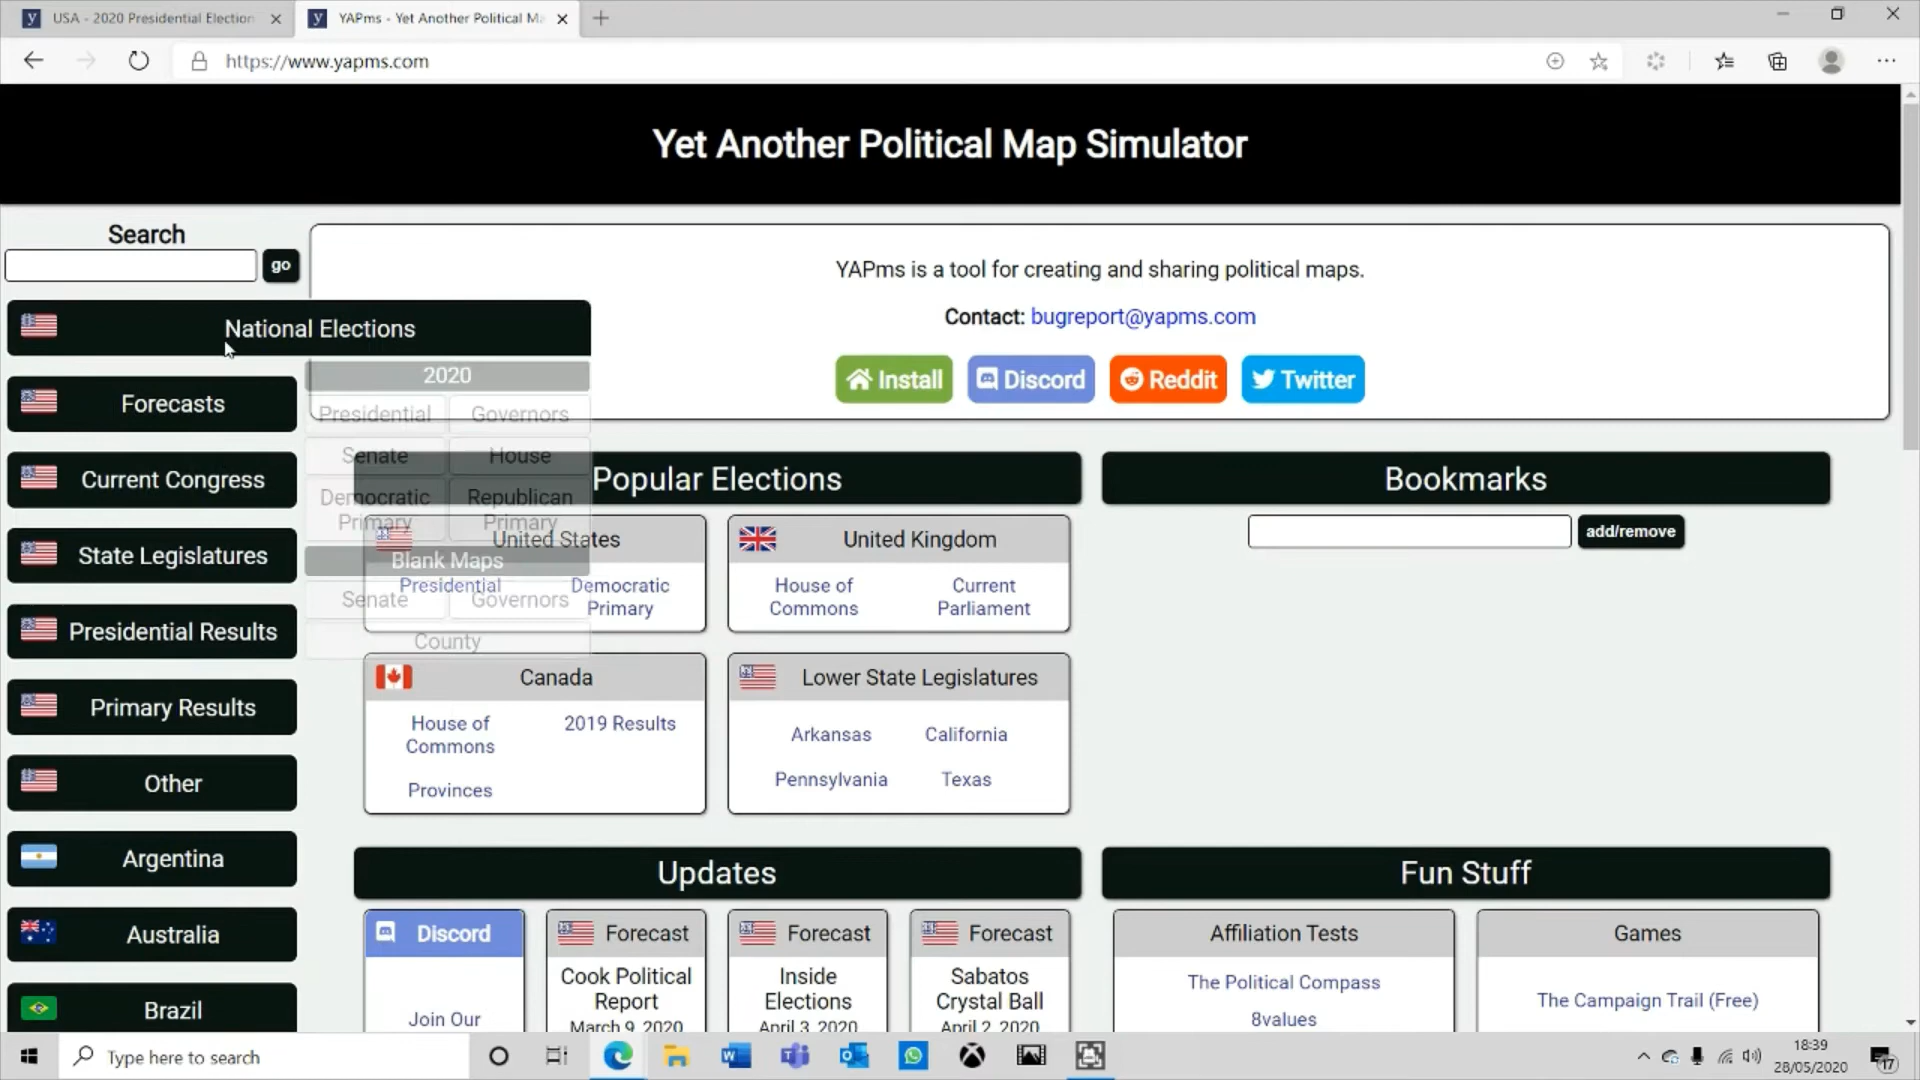 USA - 2020 Presidential Election
YAPms - Yet Another Political Ma
https://www.yapms.com
Yet Another Political Map Simulator
Search
go
YAPms is a tool for creating and sharing political maps.
Contact: bugreport@yapms.com
Install
Discord
Reddit
Twitter
National Elections
2020
Presidential
Governors
Senate
House
Democratic
Primary
Republican
Primary
Blank Maps
Senate
Governors
County
Forecasts
Current Congress
State Legislatures
Presidential Results
Primary Results
Other
Argentina
Australia
Brazil
Popular Elections
United States
Presidential
Democratic
Primary
United Kingdom
House of
Commons
Current
Parliament
Canada
House of
Commons
2019 Results
Provinces
Lower State Legislatures
Arkansas
California
Pennsylvania
Texas
Bookmarks
add/remove
Updates
Discord
Join Our
Forecast
Cook Political
Report
March 9, 2020
Forecast
Inside
Elections
April 3, 2020
Forecast
Sabatos
Crystal Ball
April 2, 2020
Fun Stuff
Affiliation Tests
The Political Compass
8values
Games
The Campaign Trail (Free)
Type here to search
18:39
28/05/2020
17